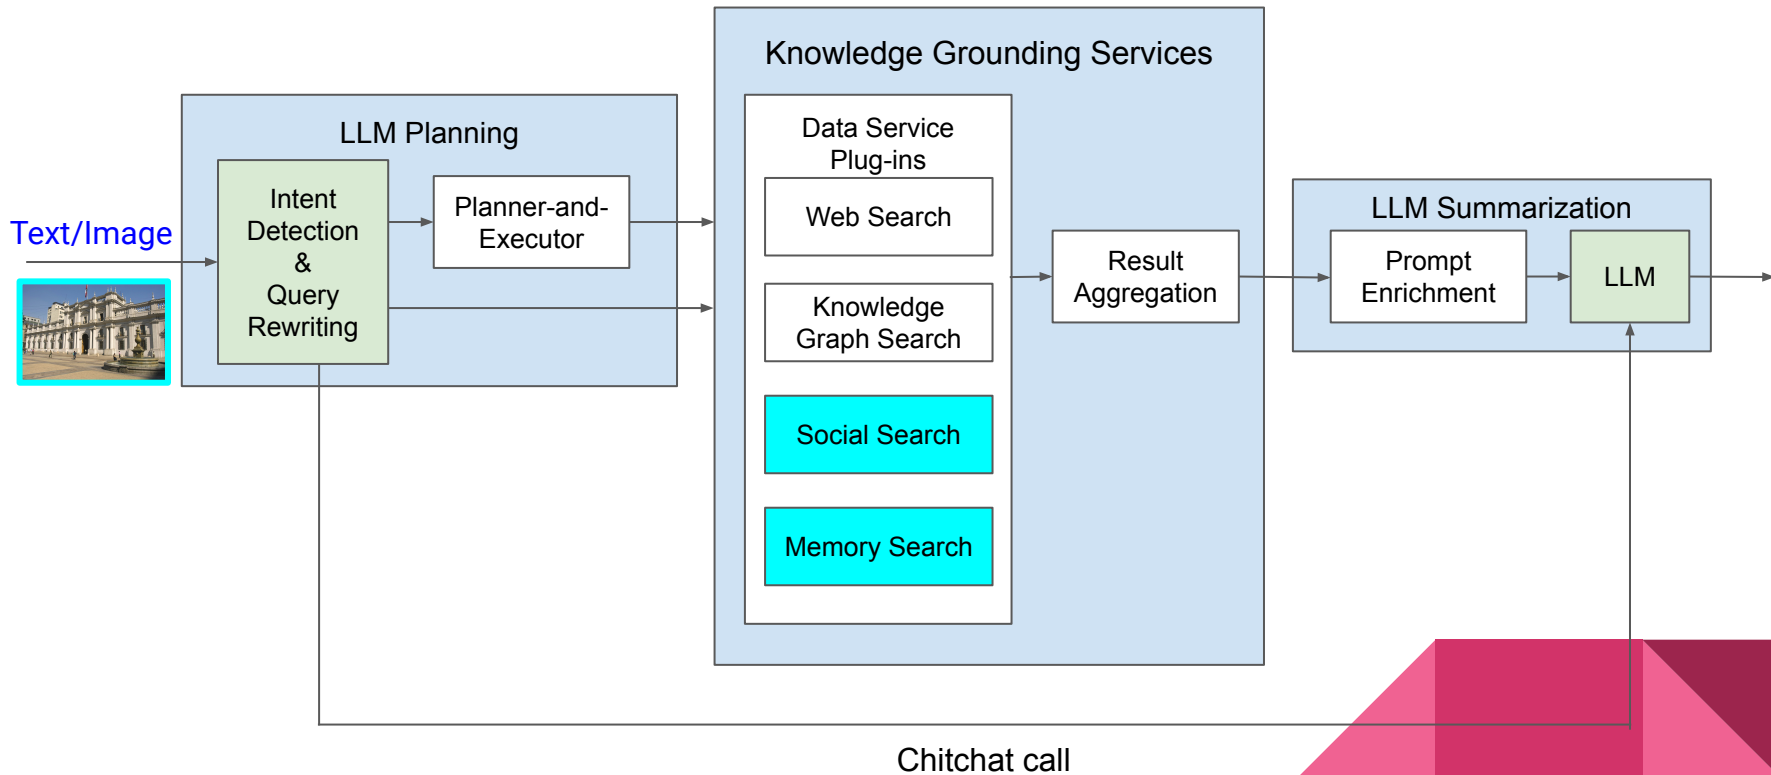 Knowledge Grounding Services
LLM Planning
Data Service
Plug-ins
Intent
Detection
&
Query
Rewriting
Planner-and-
Executor
Text/Image
Web Search
Knowledge
Graph Search
Social Search
Memory Search
Result
Aggregation
LLM Summarization
Prompt
Enrichment
LLM
Chitchat call